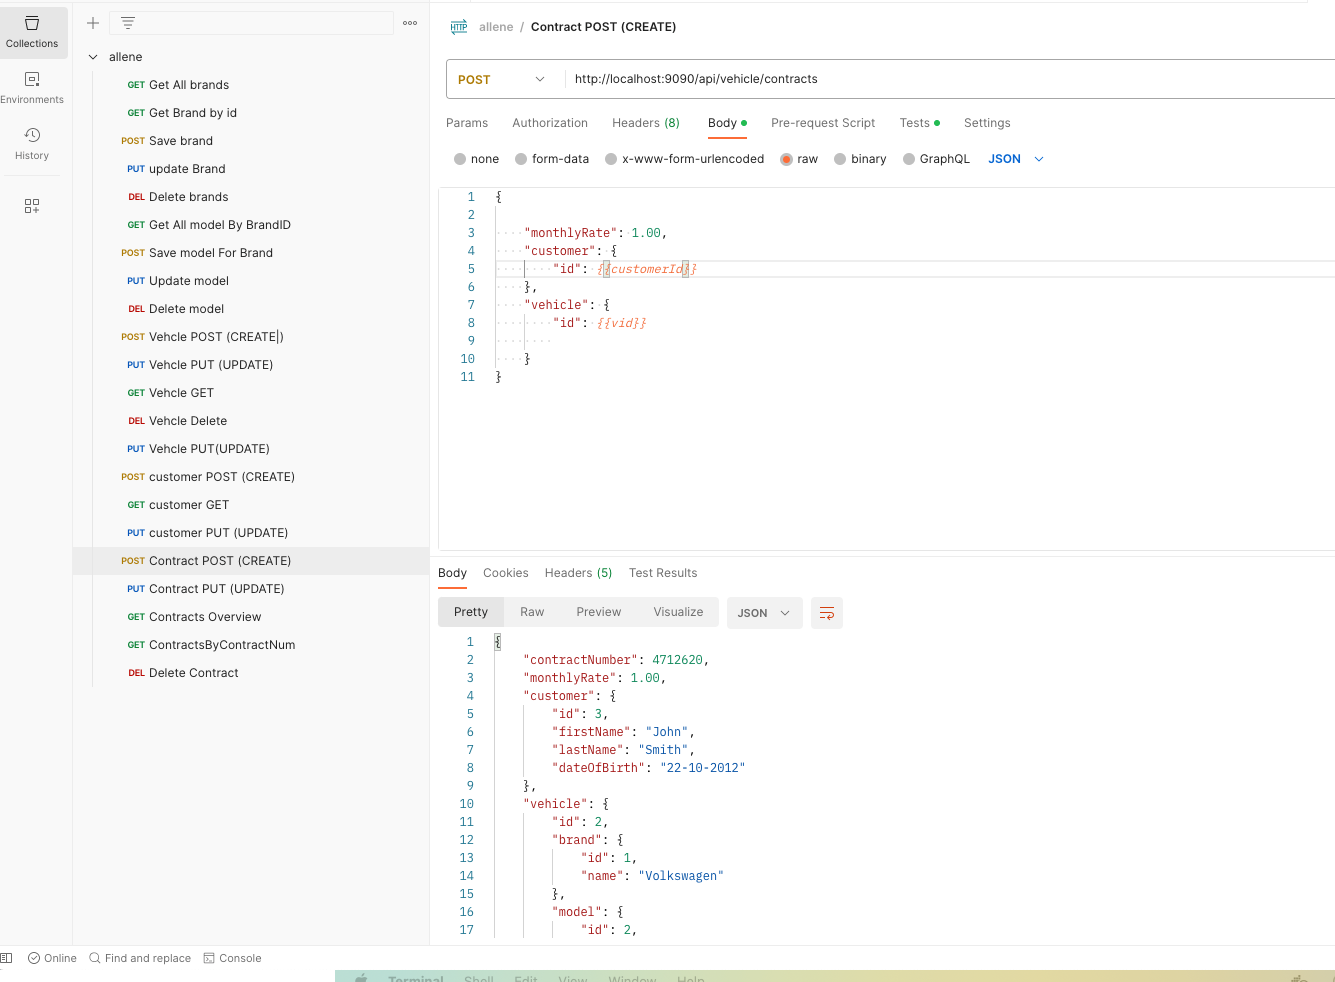 Collections
Environments
History
allene
GET Get All brands
GET Get Brand by id
POST Save brand
PUT update Brand
DEL Delete brands
GET Get All model By BrandID
POST Save model For Brand
PUT Update model
DEL Delete model
POST Vehcle POST (CREATE|)
PUT Vehcle PUT (UPDATE)
GET Vehcle GET
DEL Vehcle Delete
PUT Vehcle PUT(UPDATE)
POST customer POST (CREATE)
GET customer GET
PUT customer PUT (UPDATE)
POST Contract POST (CREATE)
PUT Contract PUT (UPDATE)
GET Contracts Overview
GET ContractsByContractNum
DEL Delete Contract
HTTP allene / Contract POST (CREATE)
POST http://localhost:9090/api/vehicle/contracts
Params Authorization Headers (8) Body Pre-request Script Tests Settings
none form-data x-www-form-urlencoded raw binary GraphQL JSON
1 {
2
3 "monthlyRate": 1.00,
4 "customer": {
5 "id": {{customerId}}
6 },
7 "vehicle": {
8 "id": {{vid}}
9
10 }
11 }
Body Cookies Headers (5) Test Results
Pretty Raw Preview Visualize JSON
1 {
2 "contractNumber": 4712620,
3 "monthlyRate": 1.00,
4 "customer": {
5 "id": 3,
6 "firstName": "John",
7 "lastName": "Smith",
8 "dateOfBirth": "22-10-2012"
9 },
10 "vehicle": {
11 "id": 2,
12 "brand": {
13 "id": 1,
14 "name": "Volkswagen"
15 },
16 "model": {
17 "id": 2,
Online Find and replace Console
Terminal Shell Edit View Window Help